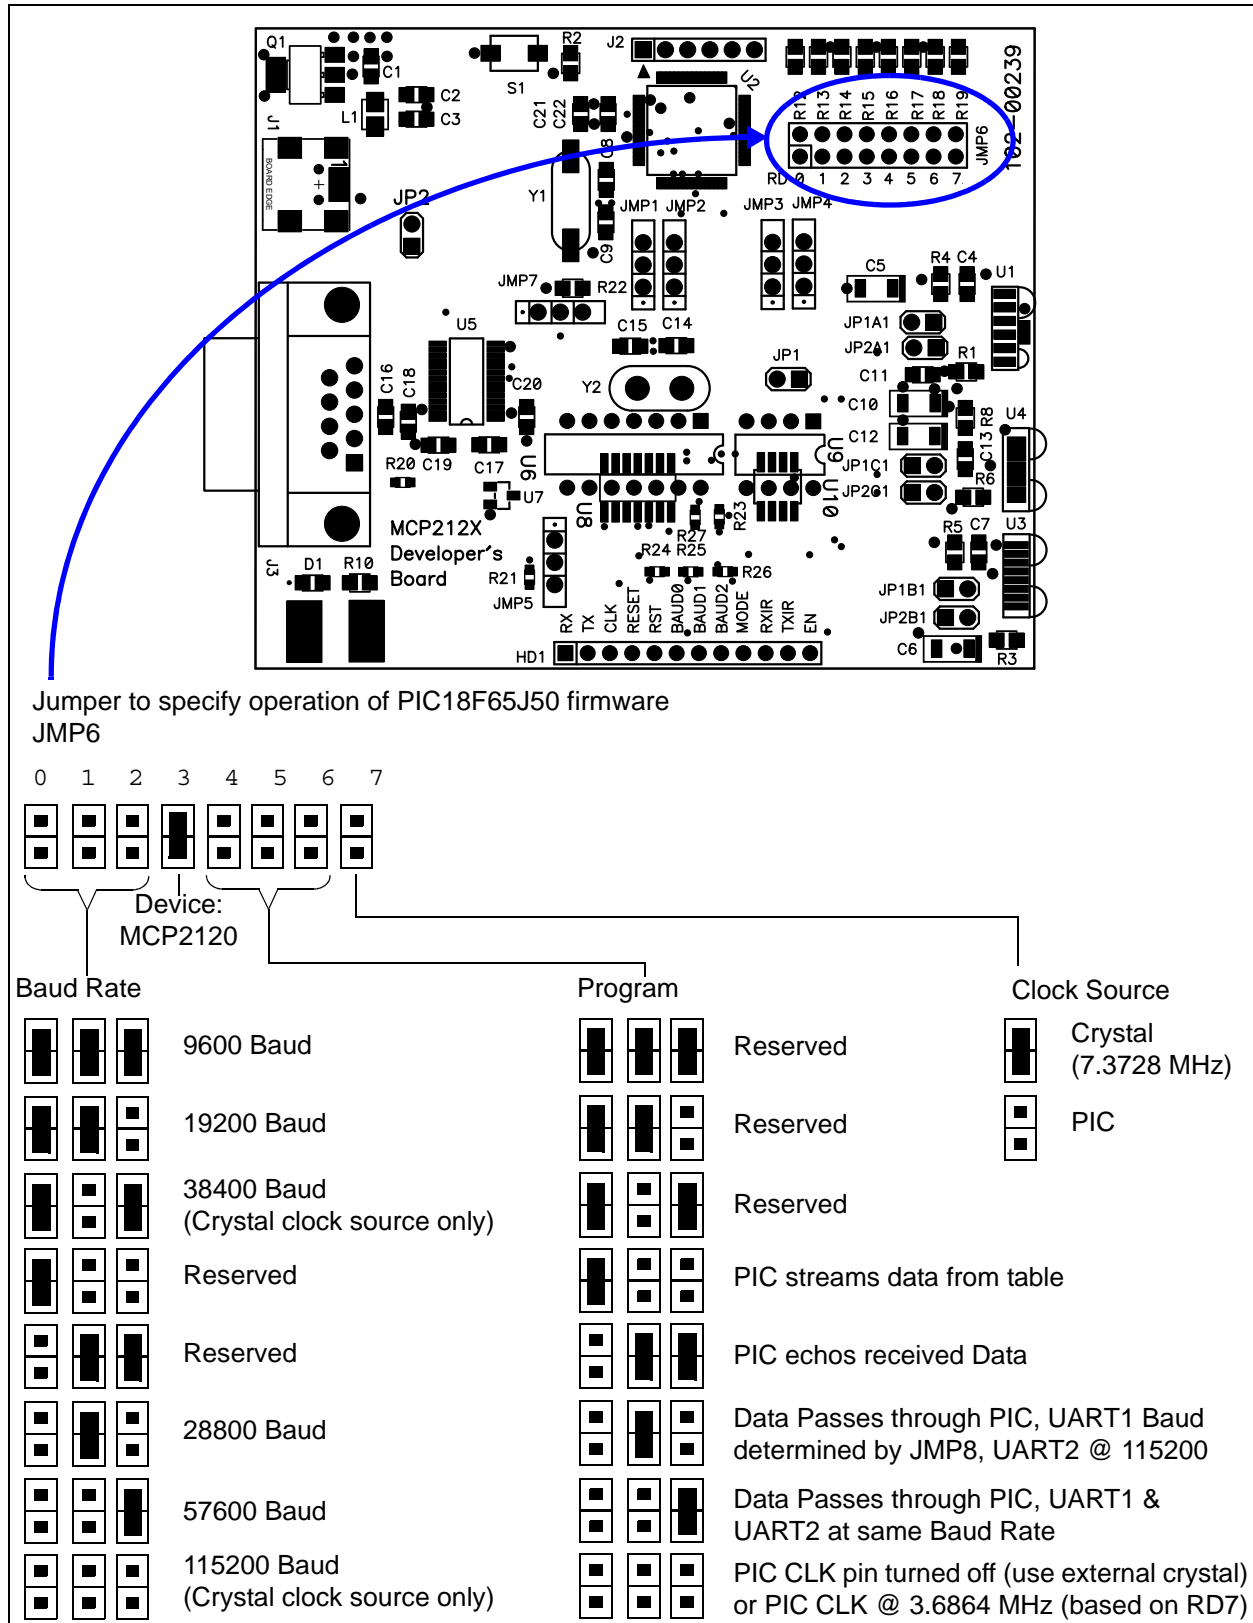 Q1
C1
R2
S1
J2
U2
R12
R13
R14
R15
R16
R17
R18
R19
102-00239
L1
C2
C3
C21
C22
C8
J1
BOARD EDGE
1
+
JMP6
RD 0 1 2 3 4 5 6 7
JP2
Y1
C9
JMP1
JMP2
JMP3
JMP4
JMP7
R22
C5
R4
C4
U1
U5
C15
C14
JP1A1
JP2A1
JP1
C11
R1
C16
C18
C20
Y2
C10
R8
U4
C12
C13
U9
R20
C19
C17
U6
JP1C1
JP2C1
R6
U7
U8
U10
R27
R23
MCP212X
Developer's
Board
R5
C7
U3
J3
D1
R10
R21
JMP5
R24
R25
R26
JP1B1
JP2B1
RX
TX
CLK
RESET
RST
BAUD0
BAUD1
BAUD2
MODE
RXIR
TXIR
EN
HD1
C6
R3
Jumper to specify operation of PIC18F65J50 firmware
JMP6
0 1 2 3 4 5 6 7
Device:
MCP2120
Baud Rate
9600 Baud
19200 Baud
38400 Baud
(Crystal clock source only)
Reserved
Reserved
28800 Baud
57600 Baud
115200 Baud
(Crystal clock source only)
Program
Reserved
Reserved
Reserved
PIC streams data from table
PIC echos received Data
Data Passes through PIC, UART1 Baud
determined by JMP8, UART2 @ 115200
Data Passes through PIC, UART1 &
UART2 at same Baud Rate
PIC CLK pin turned off (use external crystal)
or PIC CLK @ 3.6864 MHz (based on RD7)
Clock Source
Crystal
(7.3728 MHz)
PIC